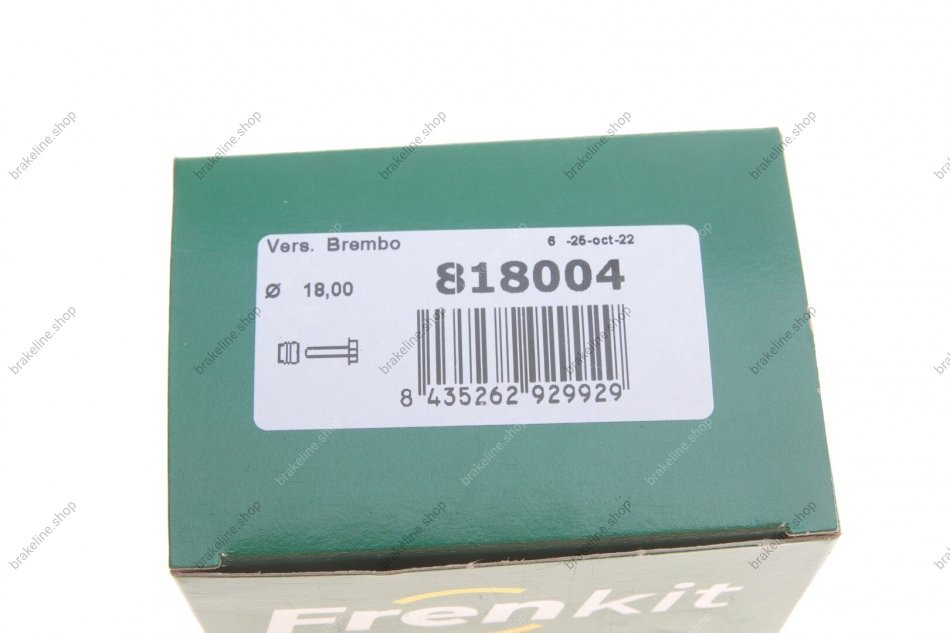 Vers. Brembo 6 -25-oct-22
Ø 18,00 818004
8 435262 929929
Frenkit
brakeline.shop